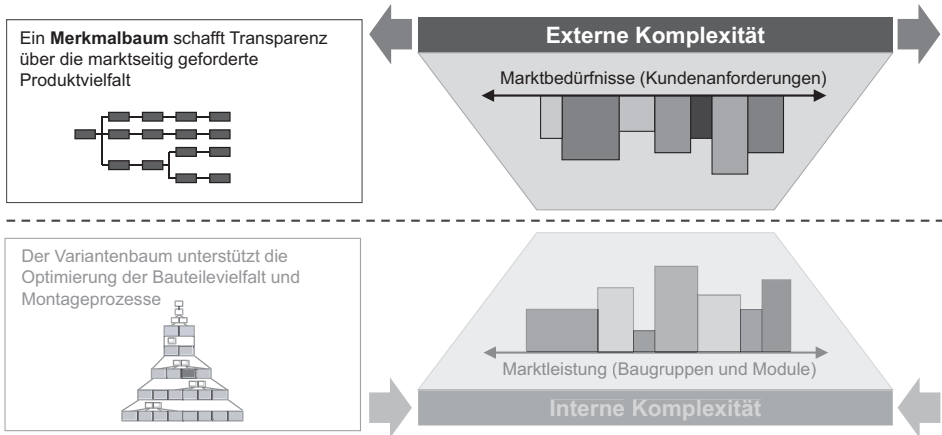 Ein Merkmalbaum schafft Transparenz
über die marktseitig geforderte
Produktvielfalt
Externe Komplexität
Marktbedürfnisse (Kundenanforderungen)
Der Variantenbaum unterstützt die
Optimierung der Bauteilevielfalt und
Montageprozesse
Marktleistung (Baugruppen und Module)
Interne Komplexität